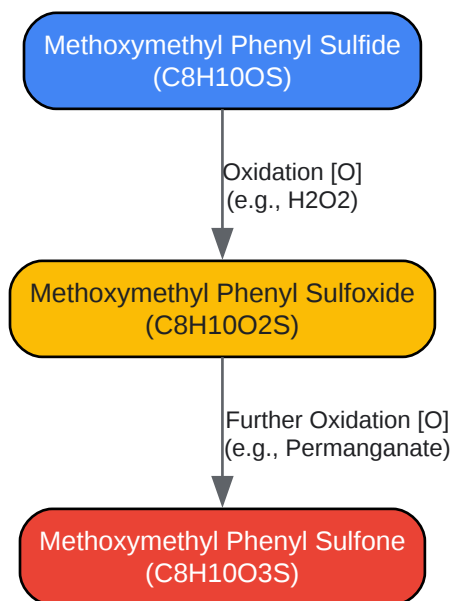 Methoxymethyl Phenyl Sulfide
(C8H10OS)
Oxidation [O]
(e.g., H2O2)
Methoxymethyl Phenyl Sulfoxide
(C8H10O2S)
Further Oxidation [O]
(e.g., Permanganate)
Methoxymethyl Phenyl Sulfone
(C8H10O3S)